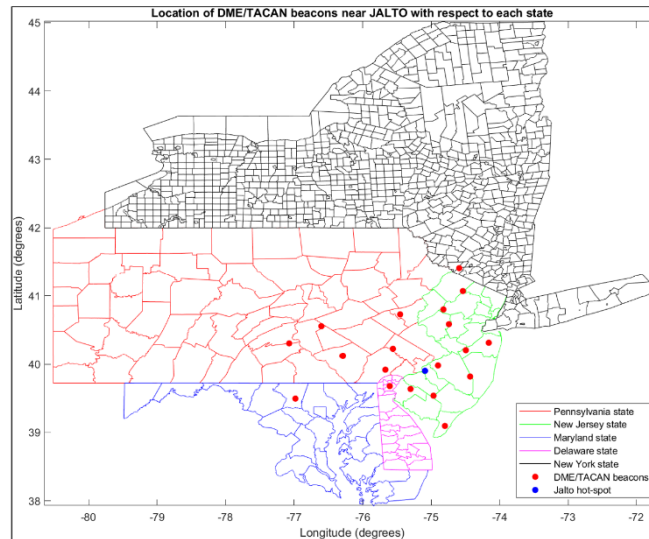 Location of DME/TACAN beacons near JALTO with respect to each state
45
44
43
42
41
40
39
38
Latitude (degrees)
-80
-79
-78
-77
-76
-75
-74
-73
-72
Longitude (degrees)
Pennsylvania state
New Jersey state
Maryland state
Delaware state
New York state
DME/TACAN beacons
Jalto hot-spot